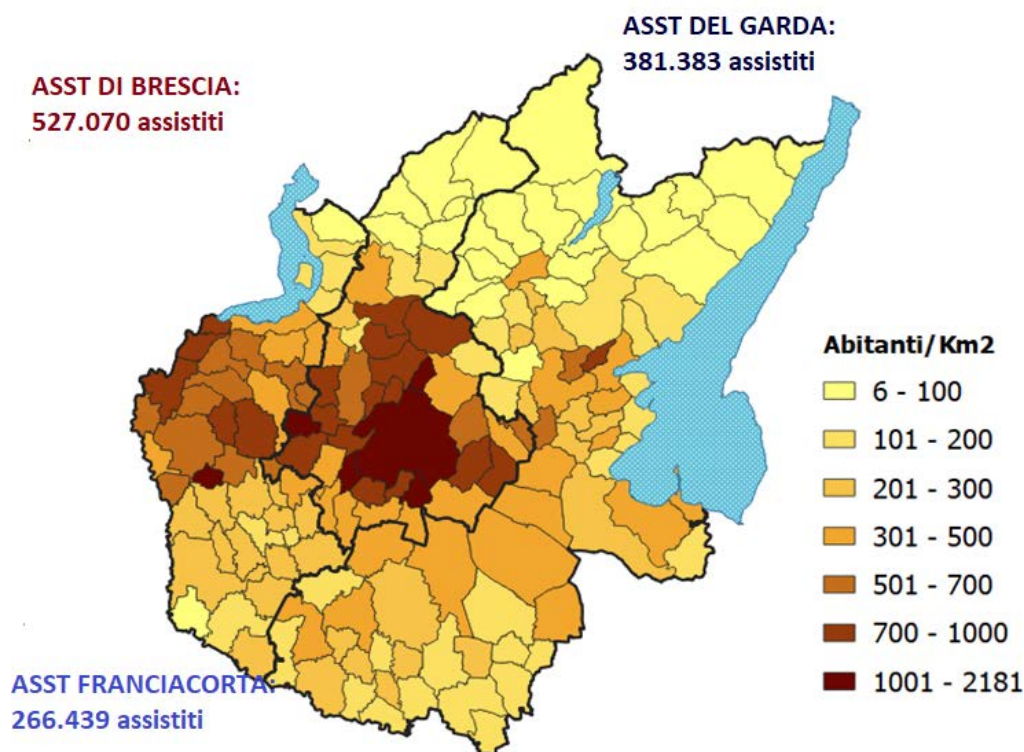 ASST DEL GARDA:
381.383 assistiti
ASST DI BRESCIA:
527.070 assistiti
Abitanti/Km2
6 - 100
101 - 200
201 - 300
301 - 500
501 - 700
700 - 1000
1001 - 2181
ASST FRANCIACORTA:
266.439 assistiti